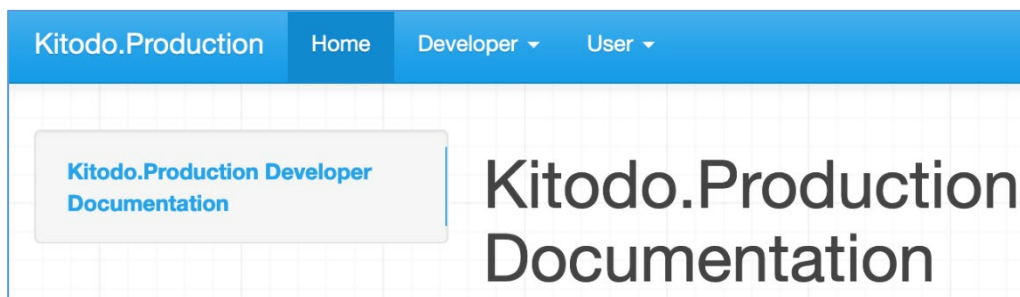 Kitodo.Production Home Developer User
Kitodo.Production Developer
Documentation
Kitodo.Production
Documentation